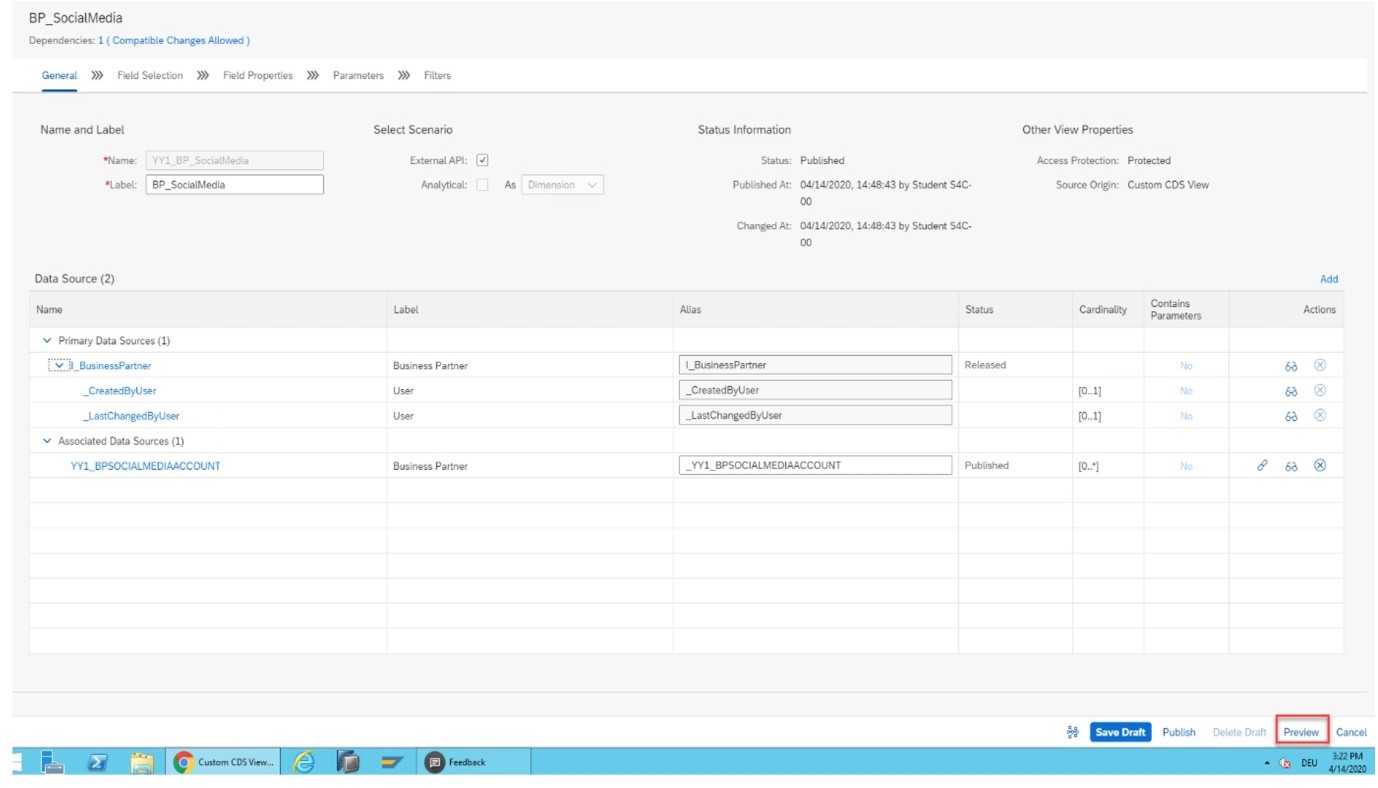 BP_SocialMedia
Dependencies: 1 ( Compatible Changes Allowed )
General Field Selection Field Properties Parameters Filters
Name and Label Select Scenario Status Information Other View Properties
*Name: YY1_BP_SocialMedia External API: Status: Published Access Protection: Protected
*Label: BP_SocialMedia Analytical: As Dimension Published At: 04/14/2020, 14:48:43 by Student S4C- Source Origin: Custom CDS View
00
Changed At: 04/14/2020, 14:48:43 by Student S4C-
00
Data Source (2) Add
Name Label Alias Status Cardinality Contains Parameters Actions
Primary Data Sources (1)
I_BusinessPartner Business Partner I_BusinessPartner Released No
_CreatedByUser User _CreatedByUser [0..1] No
_LastChangedByUser User _LastChangedByUser [0..1] No
Associated Data Sources (1)
YY1_BPSOCIALMEDIAACCOUNT Business Partner _YY1_BPSOCIALMEDIAACCOUNT Published [0..*] No
Save Draft Publish Delete Draft Preview Cancel
Custom CDS View... Feedback DEU 3:22 PM
4/14/2020